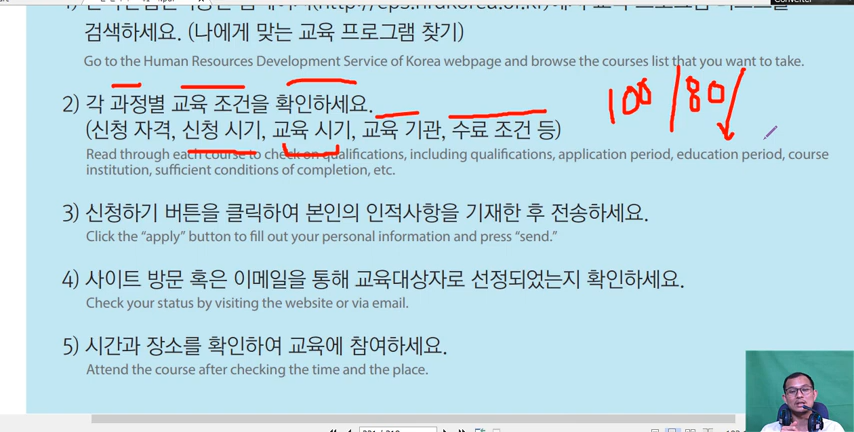 검색하세요. (나에게 맞는 교육 프로그램 찾기)
Go to the Human Resources Development Service of Korea webpage and browse the courses list that you want to take.
2) 각 과정별 교육 조건을 확인하세요.
100/80/
(신청 자격, 신청 시기, 교육 시기, 교육 기관, 수료 조건 등)
Read through each course to check on qualifications, including qualifications, application period, education period, course
institution, sufficient conditions of completion, etc.
3) 신청하기 버튼을 클릭하여 본인의 인적사항을 기재한 후 전송하세요.
Click the “apply” button to fill out your personal information and press “send.”
4) 사이트 방문 혹은 이메일을 통해 교육대상자로 선정되었는지 확인하세요.
Check your status by visiting the website or via email.
5) 시간과 장소를 확인하여 교육에 참여하세요.
Attend the course after checking the time and the place.